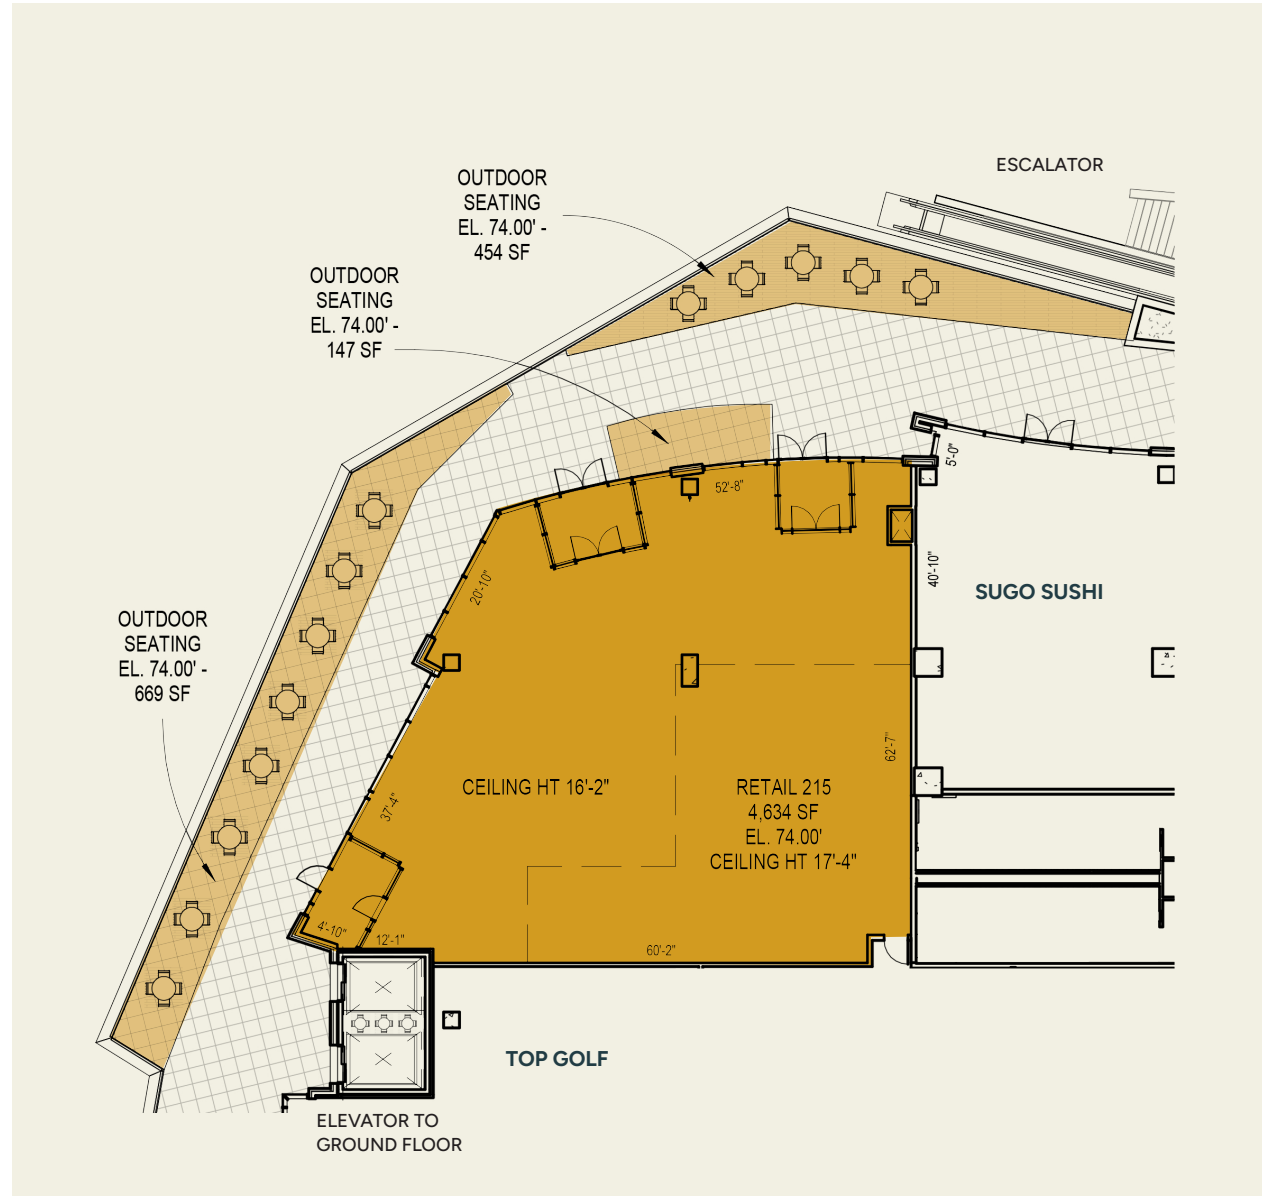 ESCALATOR
OUTDOOR
SEATING
EL. 74.00' -
454 SF
OUTDOOR
SEATING
EL. 74.00' -
147 SF
5'-0"
52'-8"
40'-10"
20'-10"
SUGO SUSHI
OUTDOOR
SEATING
EL. 74.00' -
669 SF
62'-7"
CEILING HT 16'-2"
RETAIL 215
4,634 SF
EL. 74.00'
CEILING HT 17'-4"
37'-4"
4'-10"
12'-1"
60'-2"
TOP GOLF
ELEVATOR TO
GROUND FLOOR